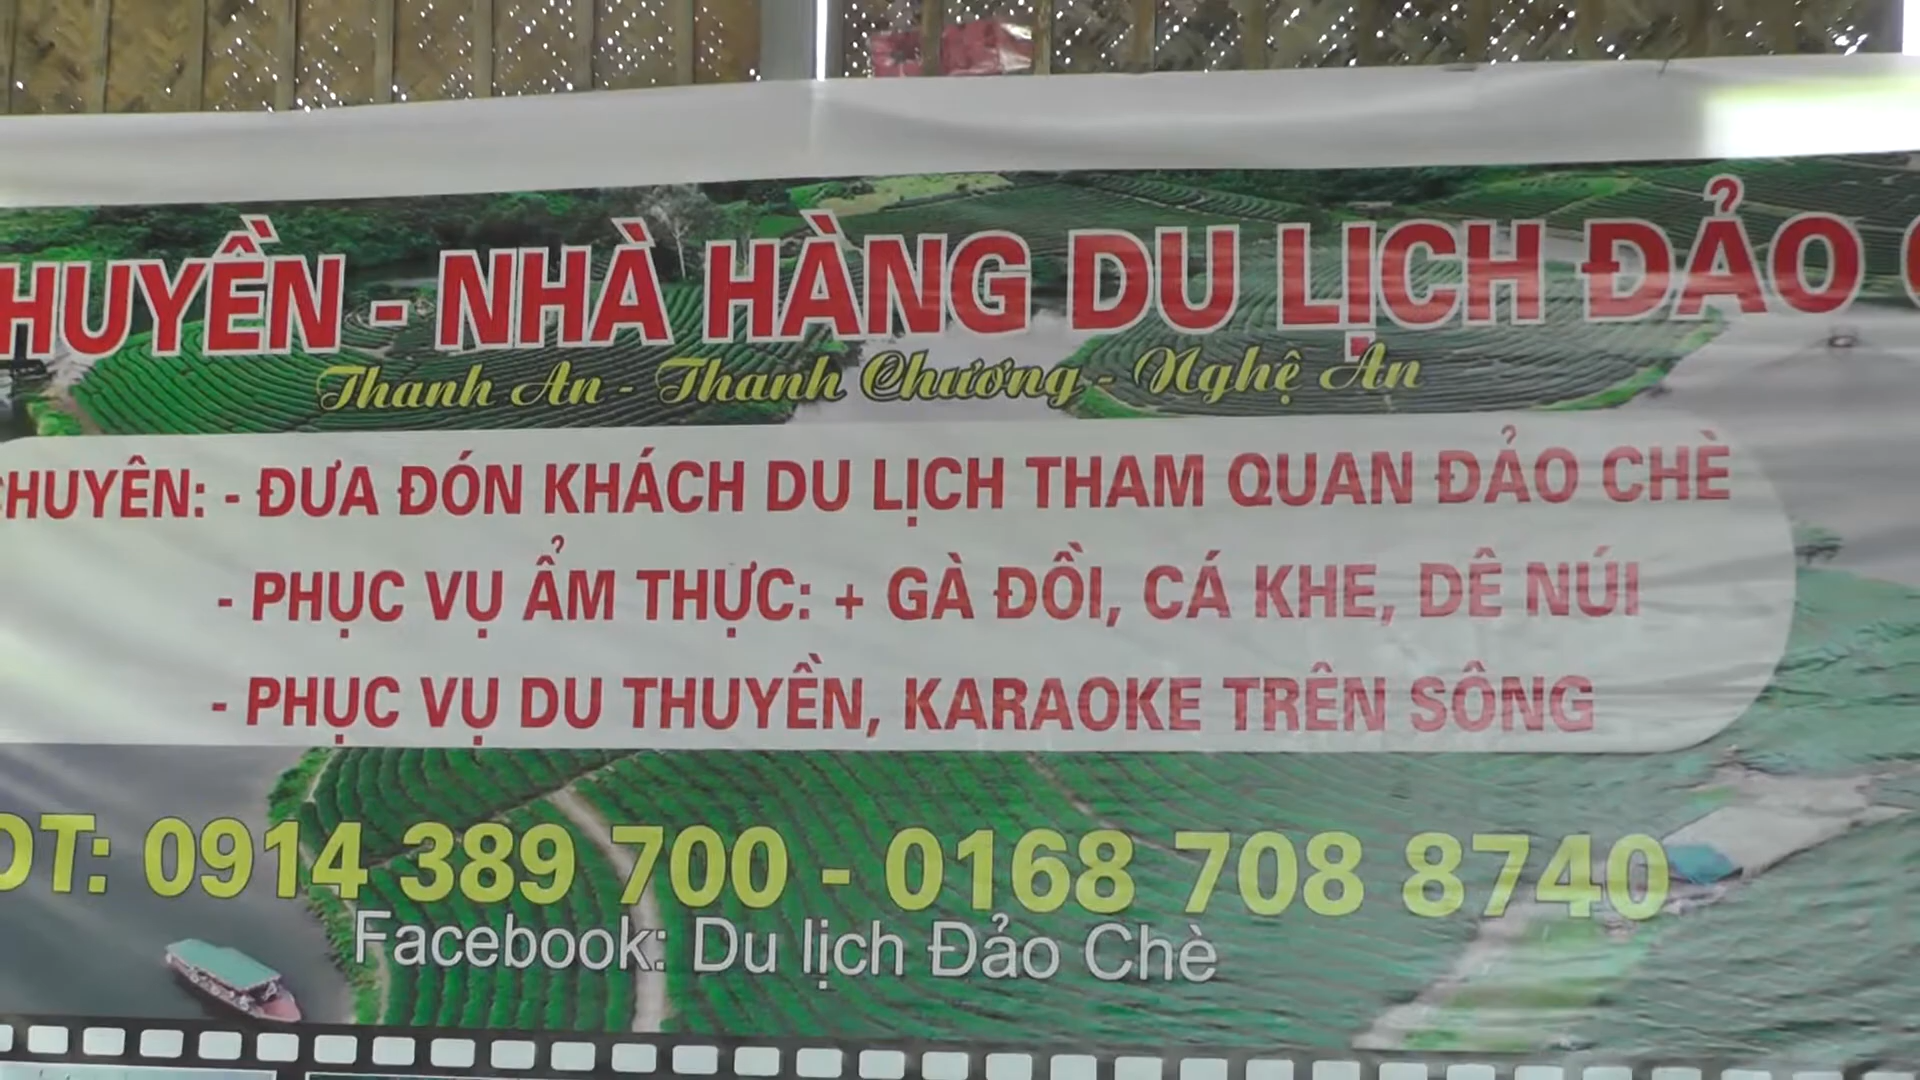 HUYỀN - NHÀ HÀNG DU LỊCH ĐẢO
Thanh An - Thanh Chương - Nghệ An
CHUYÊN: - ĐƯA ĐÓN KHÁCH DU LỊCH THAM QUAN ĐẢO CHÈ
- PHỤC VỤ ẨM THỰC: + GÀ ĐỒI, CÁ KHE, DÊ NÚI
- PHỤC VỤ DU THUYỀN, KARAOKE TRÊN SÔNG
ĐT: 0914 389 700 - 0168 708 8740
Facebook: Du lịch Đảo Chè